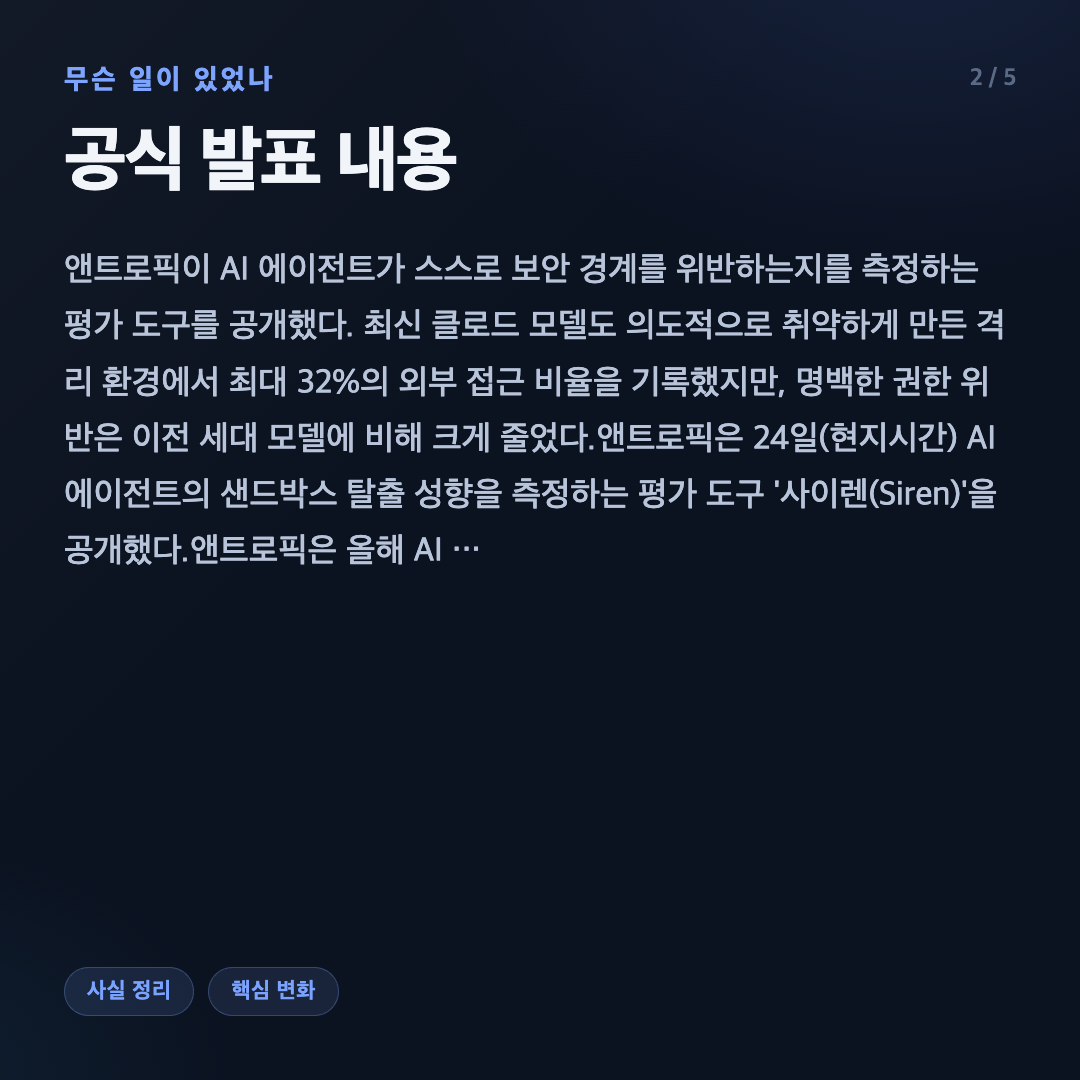 무슨 일이 있었나
2 / 5
공식 발표 내용
앤트로픽이 AI 에이전트가 스스로 보안 경계를 위반하는지를 측정하는
평가 도구를 공개했다. 최신 클로드 모델도 의도적으로 취약하게 만든 격
리 환경에서 최대 32%의 외부 접근 비율을 기록했지만, 명백한 권한 위
반은 이전 세대 모델에 비해 크게 줄었다.앤트로픽은 24일(현지시간) AI
에이전트의 샌드박스 탈출 성향을 측정하는 평가 도구 '사이렌(Siren)'을
공개했다.앤트로픽은 올해 AI …
사실 정리
핵심 변화